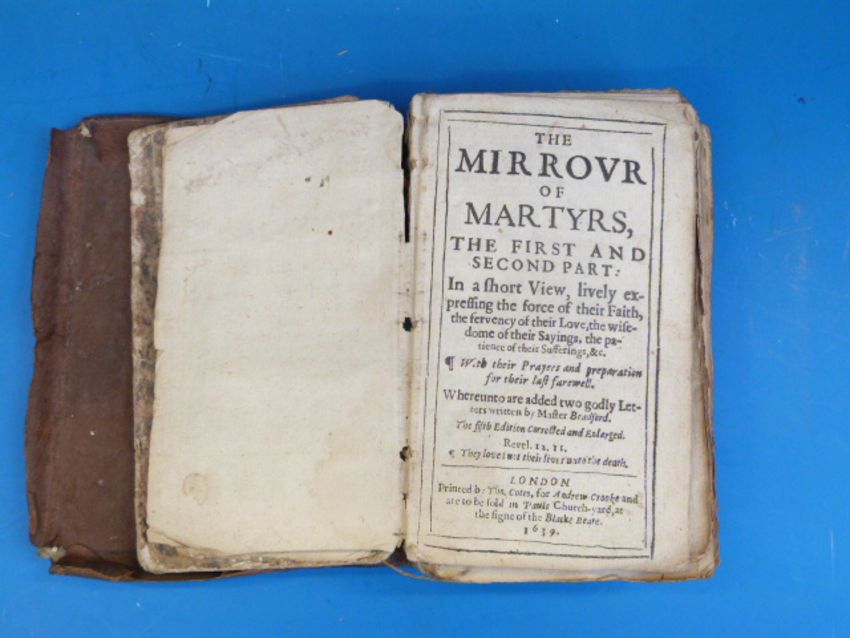 THE
MIRROVR
OF
MARTYRS,
THE FIRST AND
SECOND PART:
In a ſhort View, lively ex-
preſſing the force of their Faith,
the fervency of their Love, the wiſe-
dome of their Sayings, the pa-
tience of their Sufferings, &c.
¶ With their Prayers and preparation
for their laſt farewell.
Whereunto are added two godly Let-
ters written by Maſter Bradford.
The fifth Edition Corrected and Enlarged.
Revel. 12. 11.
¶ They loved not their lives unto the death.
LONDON
Printed by Tho. Cotes, for Andrew Crooke and
are to be ſold in Pauls Church-yard, at
the ſigne of the Blacke Beare.
1639.